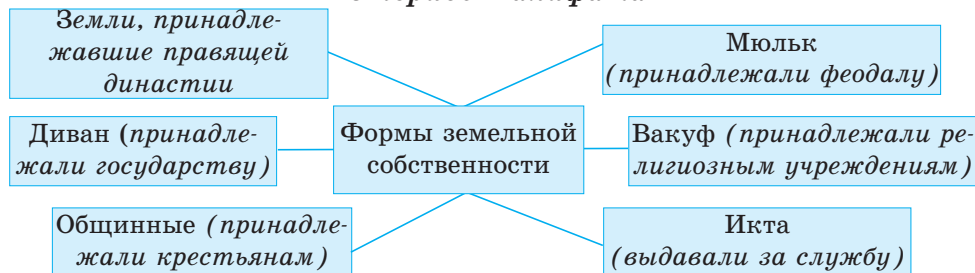 Земли, принадле-
жавшие правящей
династии
Мюльк
(принадлежали феодалу)
Диван (принадле-
жали государству)
Формы земельной
собственности
Вакуф (принадлежали ре-
лигиозным учреждениям)
Общинные (принадле-
жали крестьянам)
Икта
(выдавали за службу)